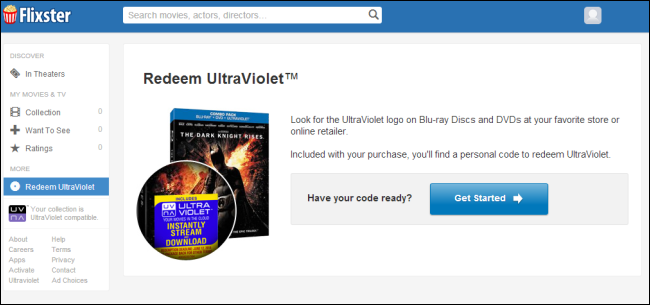 Flixster
Search movies, actors, directors...
DISCOVER
In Theaters
MY MOVIES & TV
Collection 0
Want To See 0
Ratings 0
MORE
Redeem UltraViolet
UV
Your collection is
UltraViolet compatible.
About Help
Careers Terms
Apps Privacy
Activate Contact
Ultraviolet Ad Choices
Redeem UltraViolet™
COMBO PACK
BLU-RAY + DVD + ULTRAVIOLET
THE DARK KNIGHT RISES
INCLUDES
UV
ULTRA
VIOLET
YOUR MOVIES IN THE CLOUD
INSTANTLY
STREAM
& DOWNLOAD
Look for the UltraViolet logo on Blu-ray Discs and DVDs at your favorite store or
online retailer.
Included with your purchase, you'll find a personal code to redeem UltraViolet.
Have your code ready?
Get Started